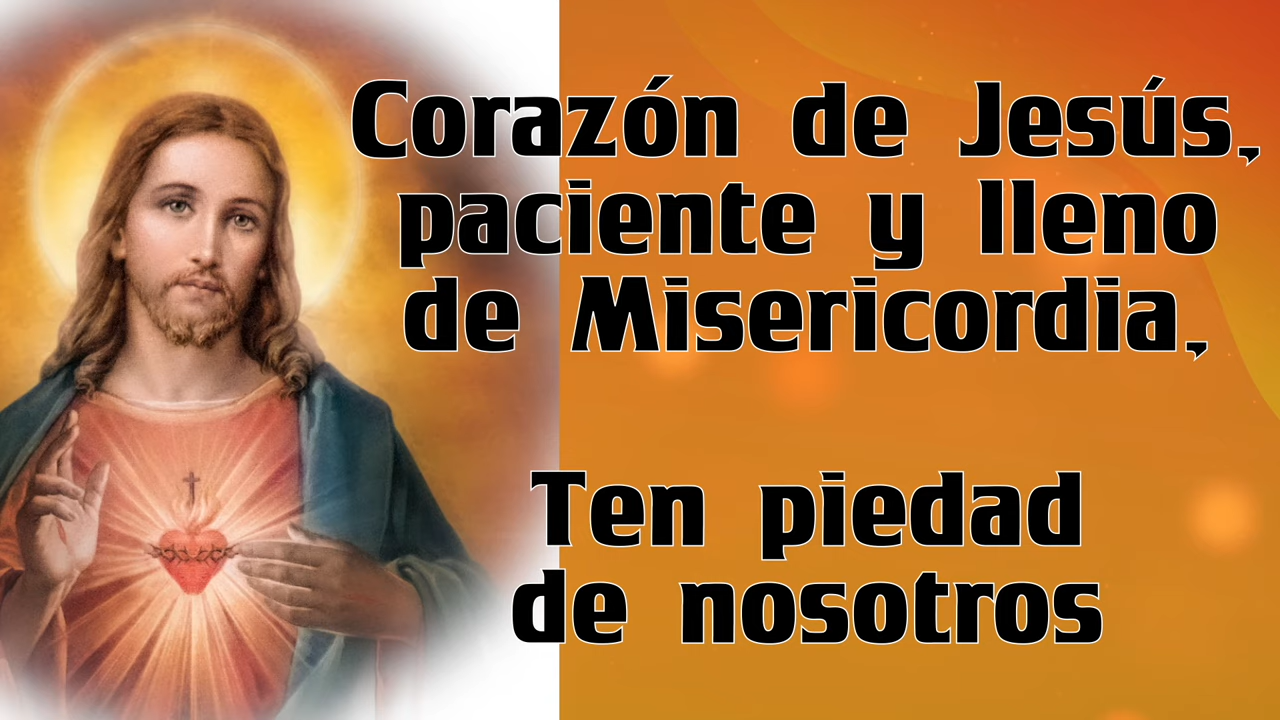 Corazón de Jesús,
paciente y lleno
de Misericordia,
Ten piedad
de nosotros